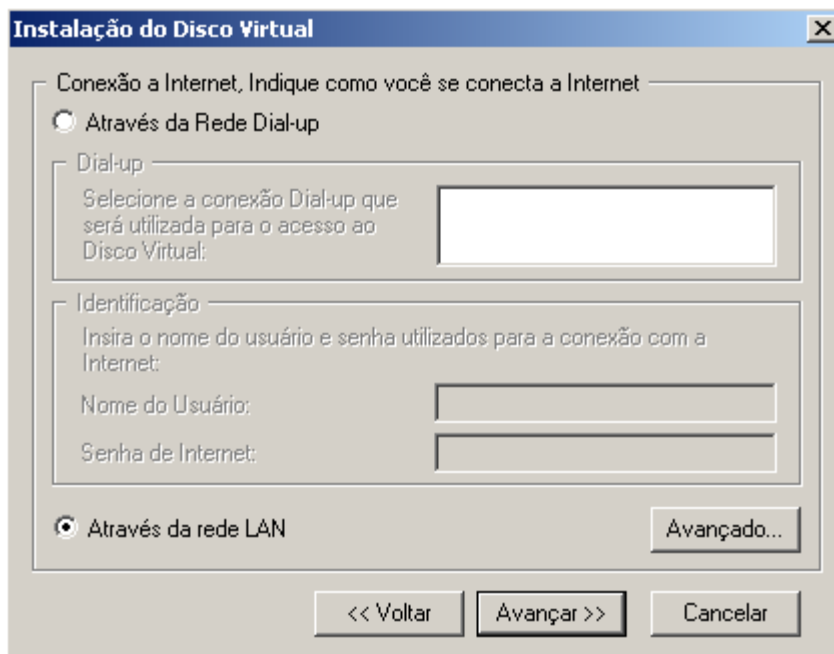 Instalação do Disco Virtual
Conexão a Internet, Indique como você se conecta a Internet
Através da Rede Dial-up
Dial-up
Selecione a conexão Dial-up que
será utilizada para o acesso ao
Disco Virtual:
Identificação
Insira o nome do usuário e senha utilizados para a conexão com a
Internet:
Nome do Usuário:
Senha de Internet:
Através da rede LAN
Avançado...
<< Voltar
Avançar >>
Cancelar